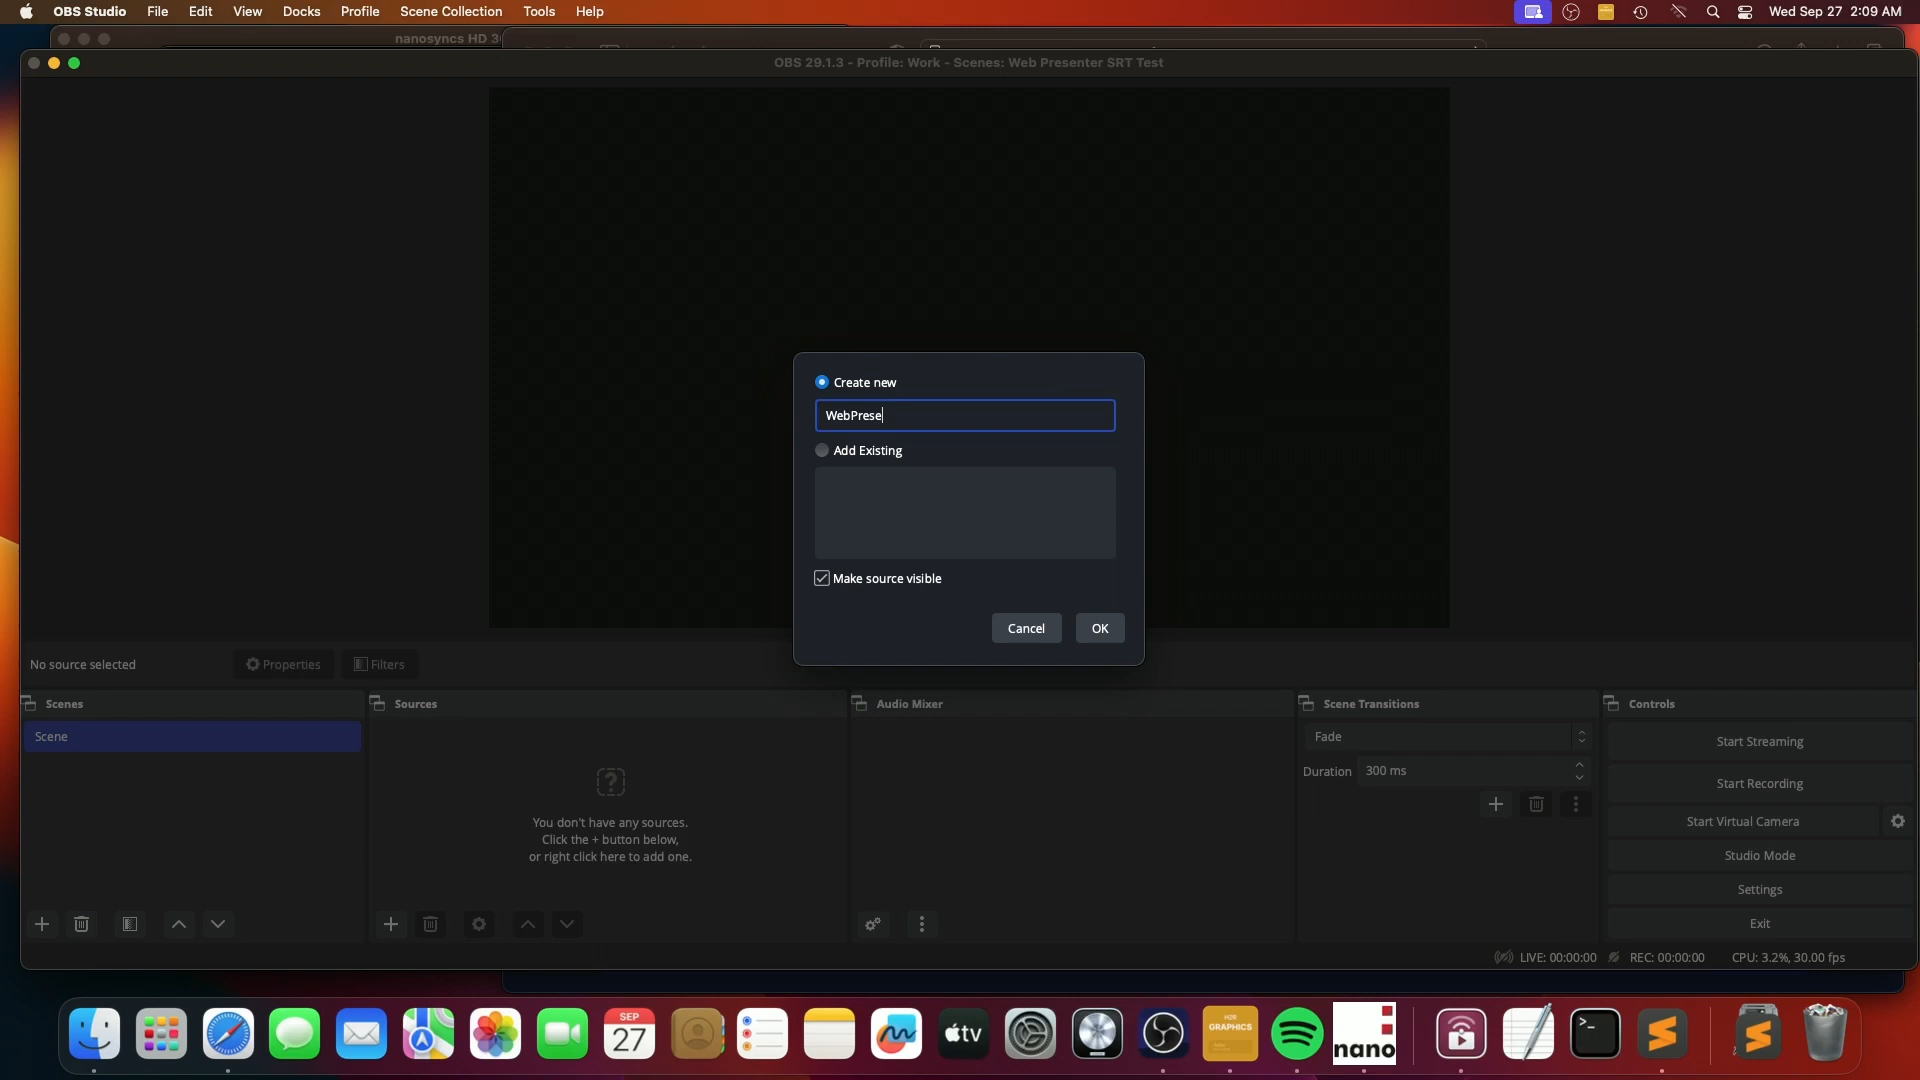 OBS Studio File Edit View Docks Profile Scene Collection Tools Help Wed Sep 27 2:09 AM
nanosyncs HD 3
OBS 29.1.3 - Profile: Work - Scenes: Web Presenter SRT Test
Create new
WebPrese
Add Existing
Make source visible
Cancel OK
No source selected Properties Filters
Scenes Sources Audio Mixer Scene Transitions Controls
Scene
Fade
Duration 300 ms
You don't have any sources.
Click the + button below,
or right click here to add one.
Start Streaming
Start Recording
Start Virtual Camera
Studio Mode
Settings
Exit
LIVE: 00:00:00 REC: 00:00:00 CPU: 3.2%, 30.00 fps
SEP
27
tv
H2R
GRAPHICS
nano